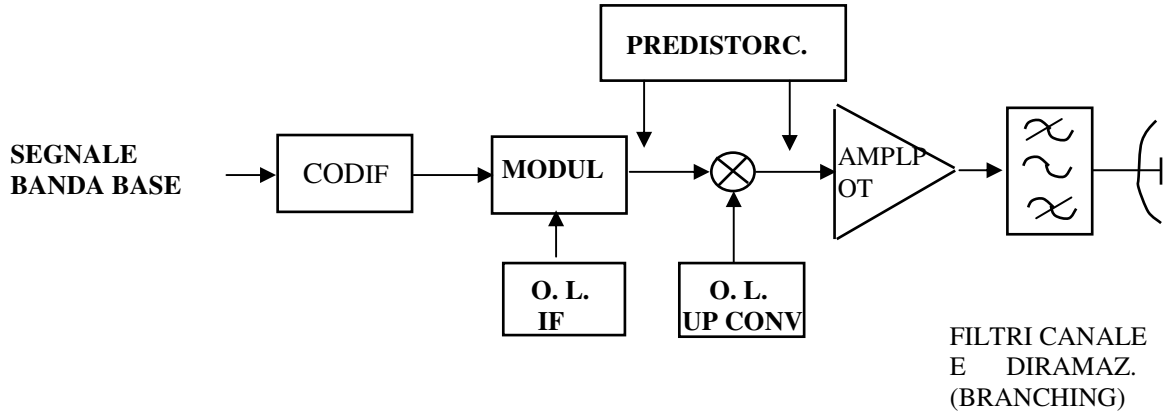 PREDISTORC.
SEGNALE
BANDA BASE
CODIF
MODUL
AMPLP
OT
O. L.
IF
O. L.
UP CONV
FILTRI CANALE
E DIRAMAZ.
(BRANCHING)